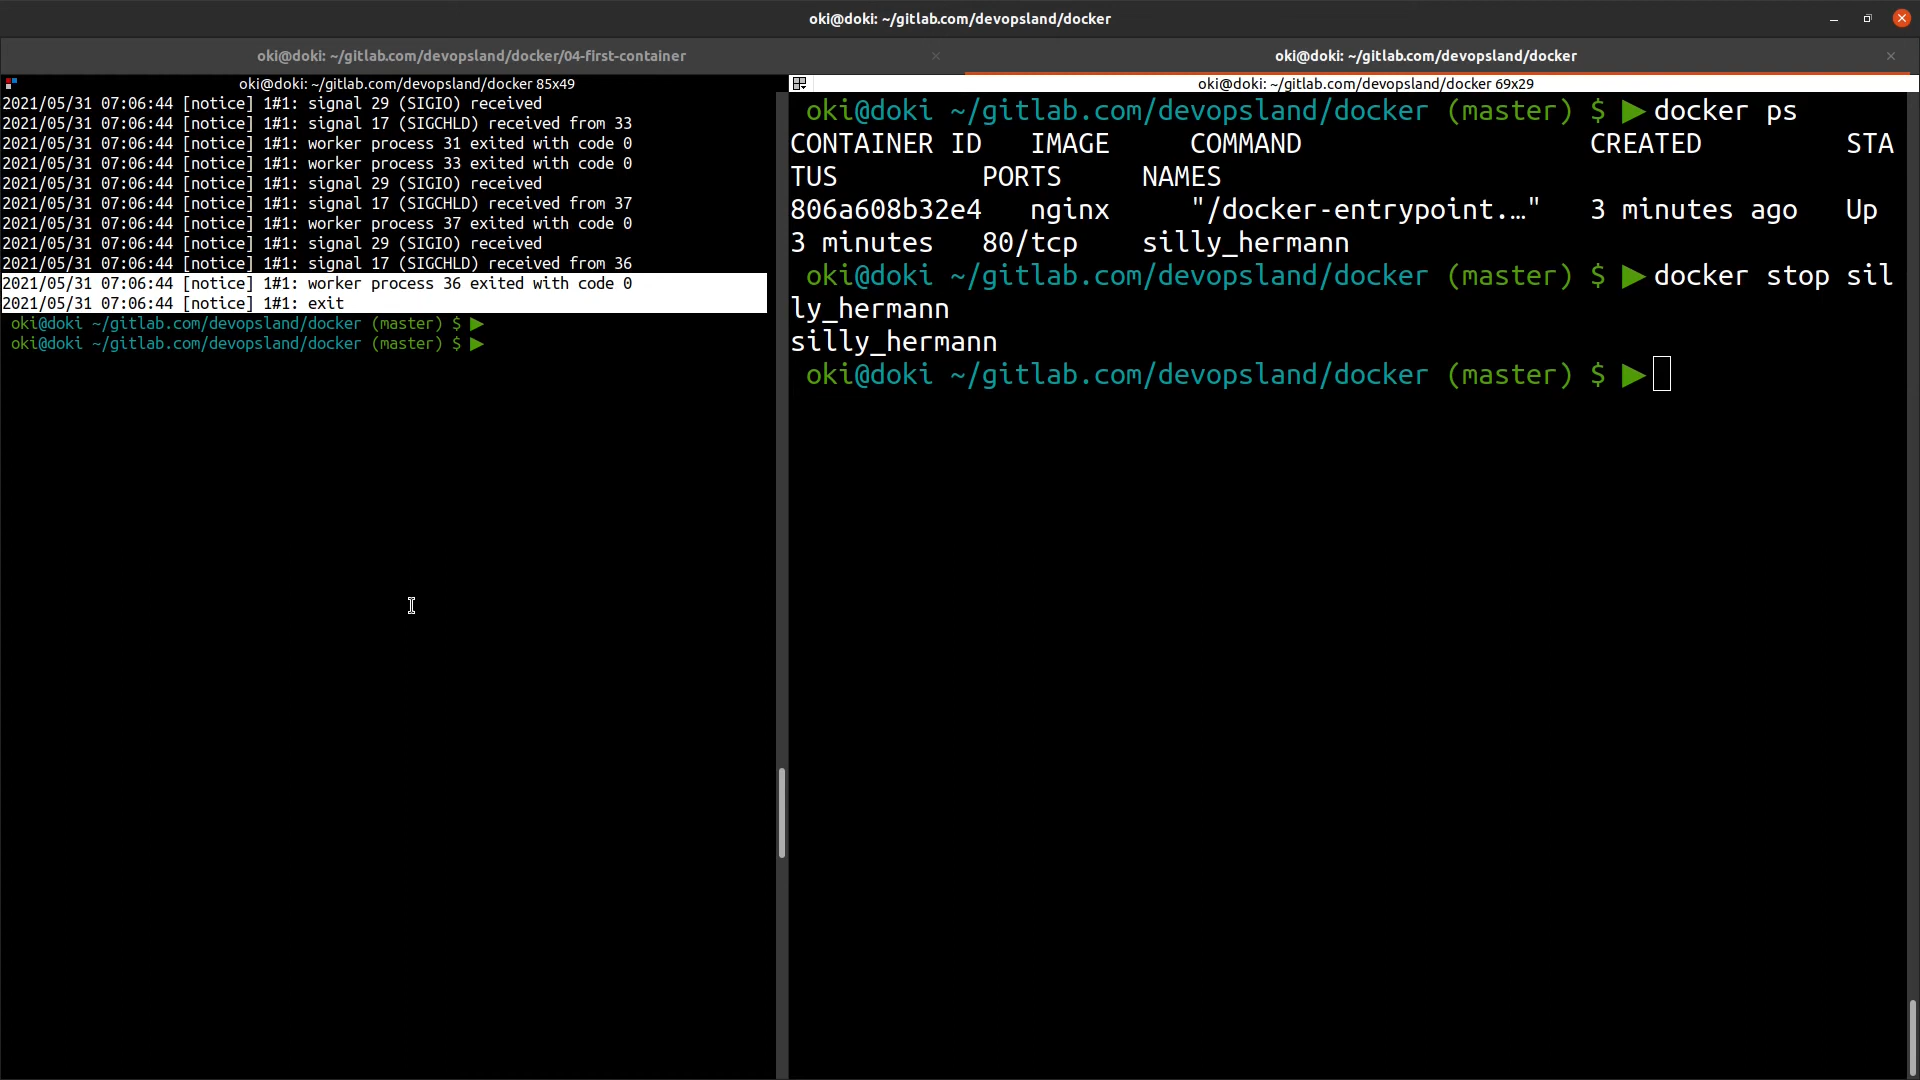 oki@doki: ~/gitlab.com/devopsland/docker
oki@doki: ~/gitlab.com/devopsland/docker/04-first-container
oki@doki: ~/gitlab.com/devopsland/docker
oki@doki: ~/gitlab.com/devopsland/docker 85x49
2021/05/31 07:06:44 [notice] 1#1: signal 29 (SIGIO) received
2021/05/31 07:06:44 [notice] 1#1: signal 17 (SIGCHLD) received from 33
2021/05/31 07:06:44 [notice] 1#1: worker process 31 exited with code 0
2021/05/31 07:06:44 [notice] 1#1: worker process 33 exited with code 0
2021/05/31 07:06:44 [notice] 1#1: signal 29 (SIGIO) received
2021/05/31 07:06:44 [notice] 1#1: signal 17 (SIGCHLD) received from 37
2021/05/31 07:06:44 [notice] 1#1: worker process 37 exited with code 0
2021/05/31 07:06:44 [notice] 1#1: signal 29 (SIGIO) received
2021/05/31 07:06:44 [notice] 1#1: signal 17 (SIGCHLD) received from 36
2021/05/31 07:06:44 [notice] 1#1: worker process 36 exited with code 0
2021/05/31 07:06:44 [notice] 1#1: exit
oki@doki ~/gitlab.com/devopsland/docker (master) $ ▶
oki@doki ~/gitlab.com/devopsland/docker (master) $ ▶
oki@doki: ~/gitlab.com/devopsland/docker 69x29
oki@doki ~/gitlab.com/devopsland/docker (master) $ ▶docker ps
CONTAINER ID   IMAGE     COMMAND                  CREATED         STA
TUS         PORTS     NAMES
806a608b32e4   nginx     "/docker-entrypoint.…"   3 minutes ago   Up
3 minutes   80/tcp    silly_hermann
oki@doki ~/gitlab.com/devopsland/docker (master) $ ▶docker stop sil
ly_hermann
silly_hermann
oki@doki ~/gitlab.com/devopsland/docker (master) $ ▶